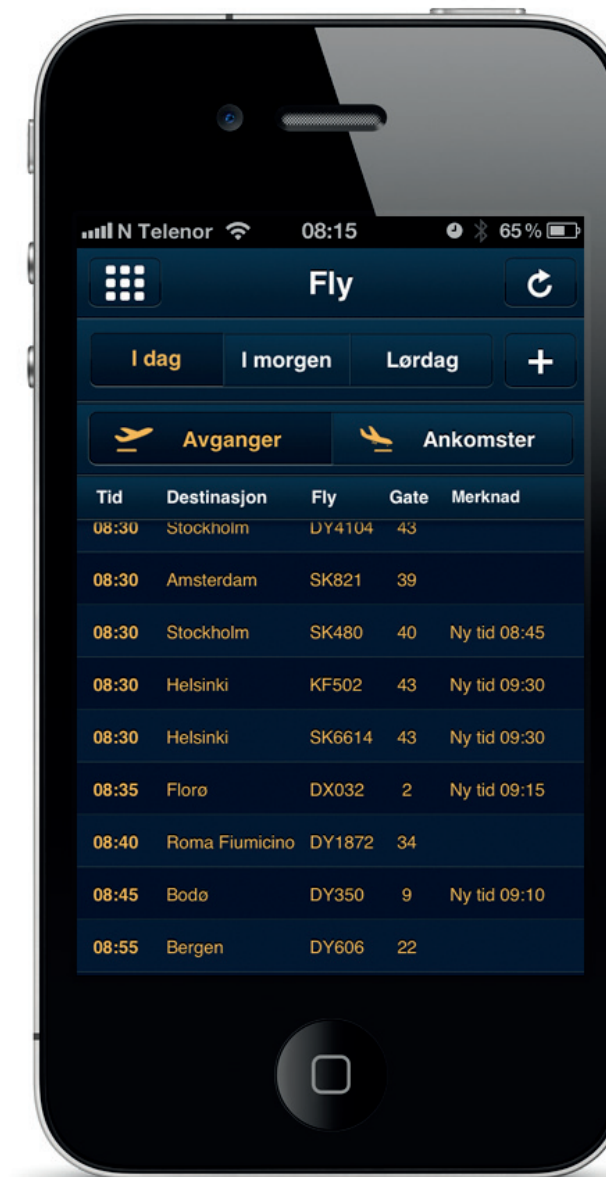 N Telenor 08:15 65 %
Fly
I dag I morgen Lørdag +
Avganger Ankomster
Tid Destinasjon Fly Gate Merknad
08:30 Stockholm DY4104 43
08:30 Amsterdam SK821 39
08:30 Stockholm SK480 40 Ny tid 08:45
08:30 Helsinki KF502 43 Ny tid 09:30
08:30 Helsinki SK6614 43 Ny tid 09:30
08:35 Florø DX032 2 Ny tid 09:15
08:40 Roma Fiumicino DY1872 34
08:45 Bodø DY350 9 Ny tid 09:10
08:55 Bergen DY606 22